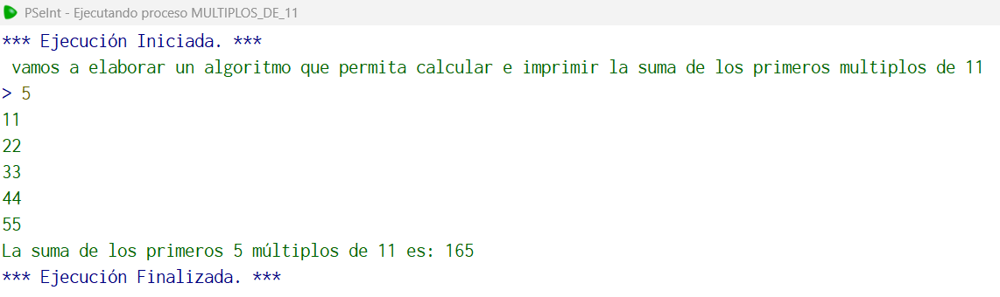 PSeInt - Ejecutando proceso MULTIPLOS_DE_11
*** Ejecución Iniciada. ***
vamos a elaborar un algoritmo que permita calcular e imprimir la suma de los primeros multiplos de 11
> 5
11
22
33
44
55
La suma de los primeros 5 múltiplos de 11 es: 165
*** Ejecución Finalizada. ***